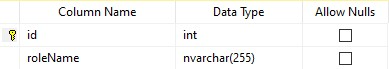 Column Name Data Type Allow Nulls
id int
roleName nvarchar(255)